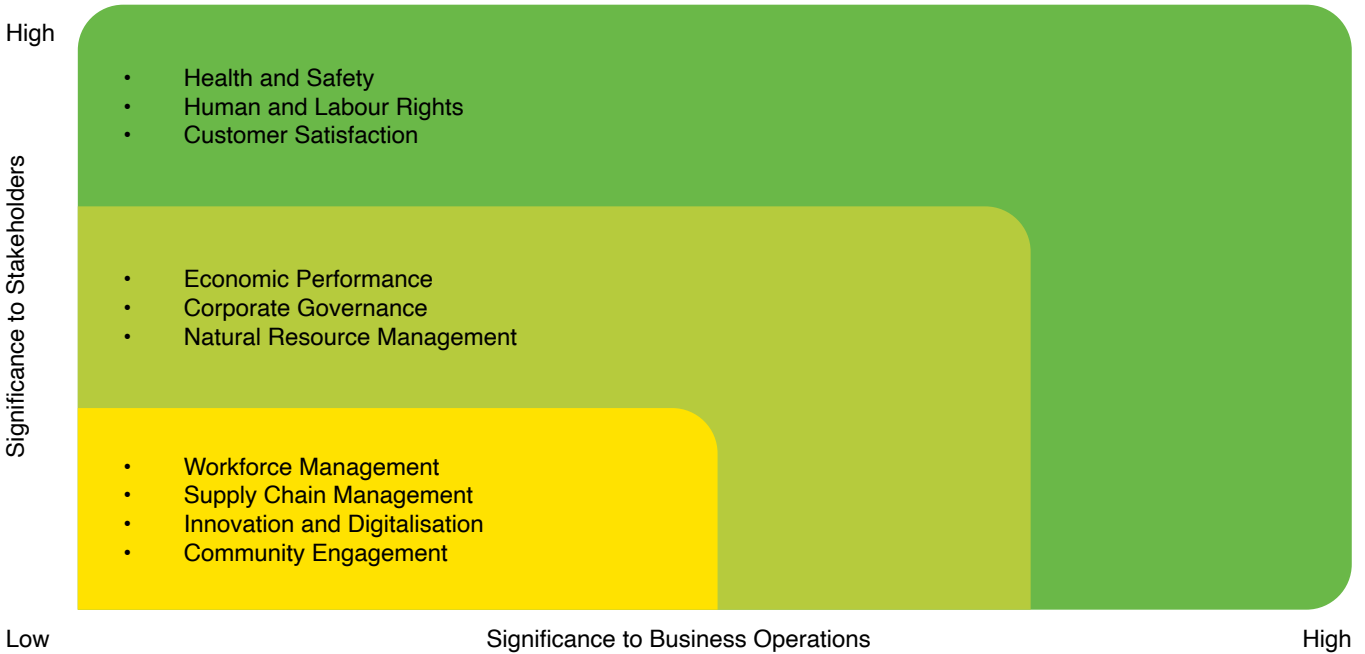 High
• Health and Safety
• Human and Labour Rights
• Customer Satisfaction
Significance to Stakeholders
• Economic Performance
• Corporate Governance
• Natural Resource Management
• Workforce Management
• Supply Chain Management
• Innovation and Digitalisation
• Community Engagement
Low
Significance to Business Operations
High